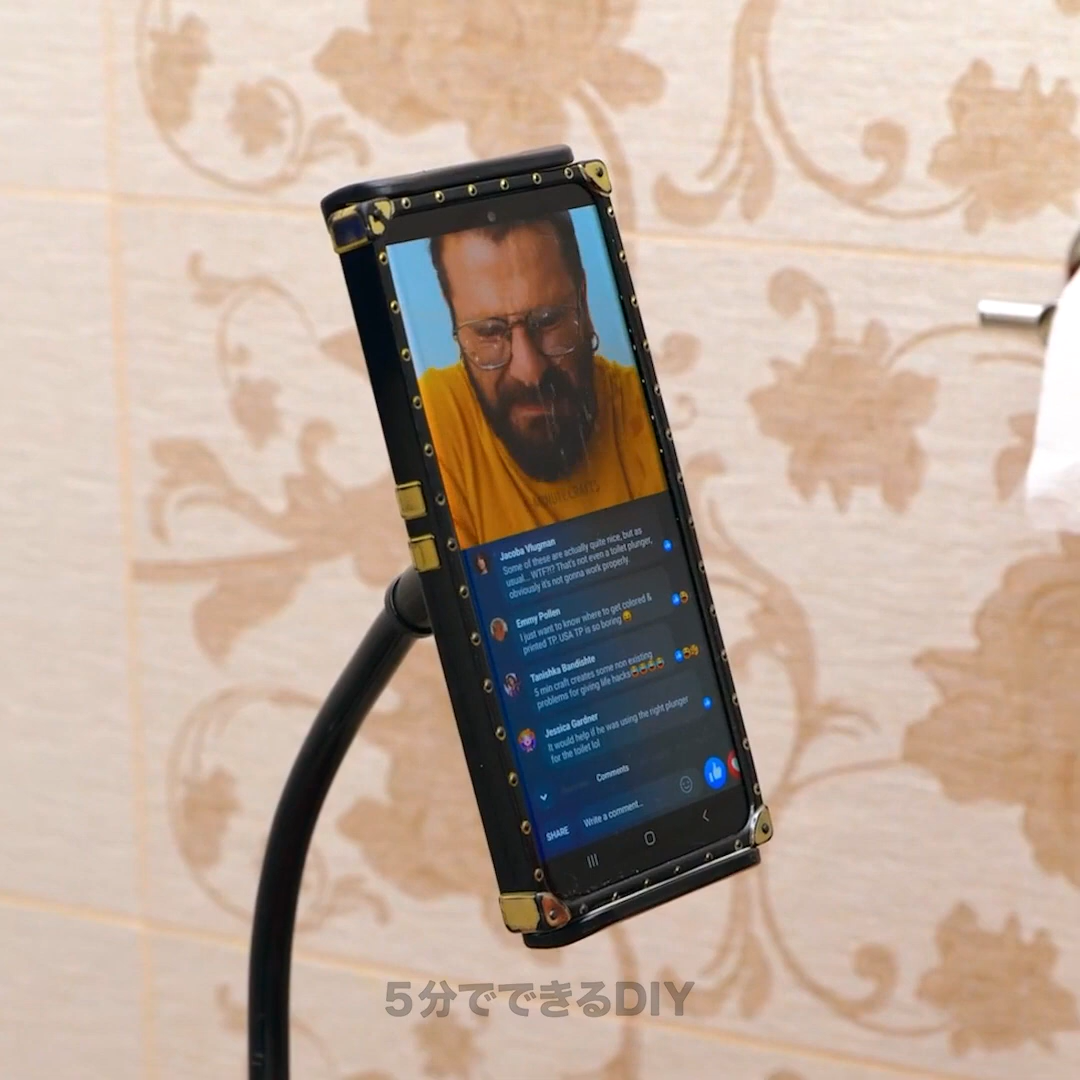 MINUTE CRAFTS
Jacoba Vlugman
Some of these are actually quite nice, but as
usual... WTF?!? That's not even a toilet plunger,
obviously it's not gonna work properly.
Emmy Pollen
I just want to know where to get colored &
printed TP. USA TP is so boring 😂
Tanishka Bandishte
5 min craft creates some non existing
problems for giving life hacks😂😂😂😂
Jessica Gardner
It would help if he was using the right plunger
for the toilet lol
Comments
SHARE Write a comment...
5分でできるDIY